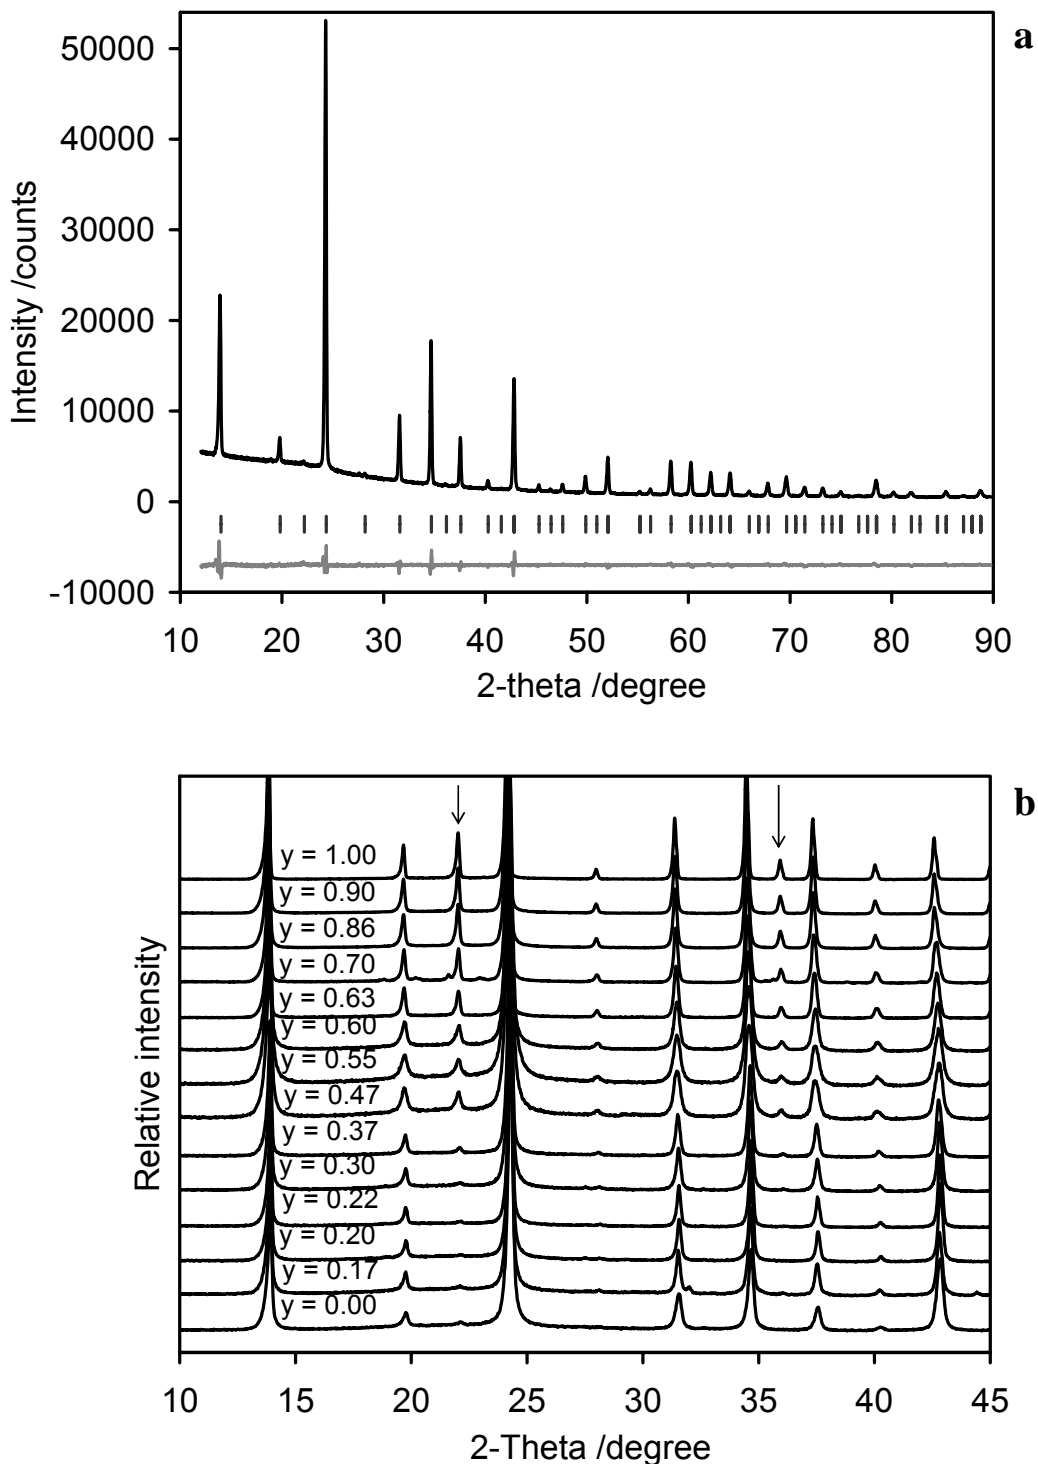 a
50000
40000
30000
20000
10000
0
-10000
Intensity /counts
10 20 30 40 50 60 70 80 90
2-theta /degree
b
y = 1.00
y = 0.90
y = 0.86
y = 0.70
y = 0.63
y = 0.60
y = 0.55
y = 0.47
y = 0.37
y = 0.30
y = 0.22
y = 0.20
y = 0.17
y = 0.00
Relative intensity
10 15 20 25 30 35 40 45
2-Theta /degree